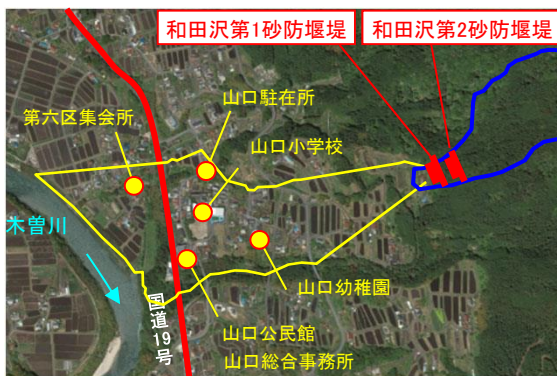 和田沢第1砂防堰堤
和田沢第2砂防堰堤
山口駐在所
第六区集会所
山口小学校
木曽川
山口幼稚園
国道19号
山口公民館
山口総合事務所